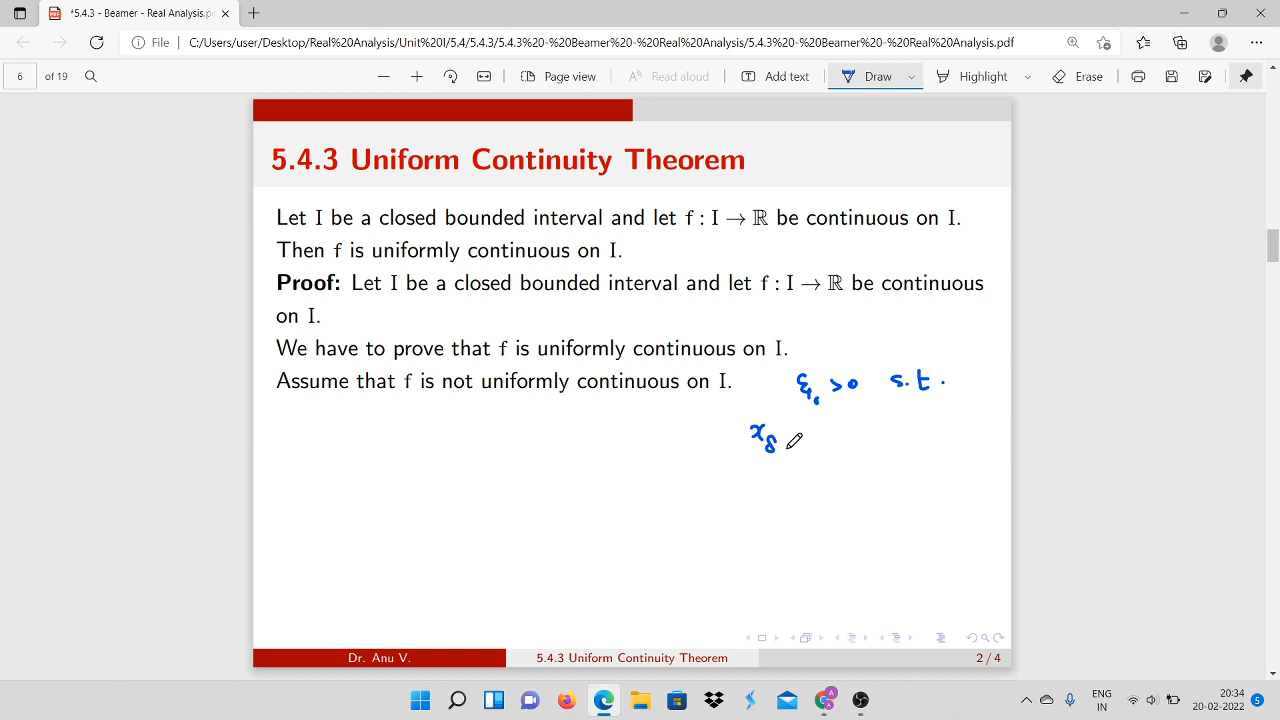 *5.4.3 - Beamer - Real Analysis.p
File C:/Users/user/Desktop/Real%20Analysis/Unit%20I/5.4/5.4.3/5.4.3%20-%20Beamer%20-%20Real%20Analysis/5.4.3%20-%20Beamer%20-%20Real%20Analysis.pdf
6 of 19 Page view Read aloud Add text Draw Highlight Erase
5.4.3 Uniform Continuity Theorem
Let I be a closed bounded interval and let f : I → ℝ be continuous on I.
Then f is uniformly continuous on I.
Proof: Let I be a closed bounded interval and let f : I → ℝ be continuous
on I.
We have to prove that f is uniformly continuous on I.
Assume that f is not uniformly continuous on I. ε₀ > 0 s.t.
x_δ
Dr. Anu V. 5.4.3 Uniform Continuity Theorem 2 / 4
ENG 20:34
IN 20-02-2022 5